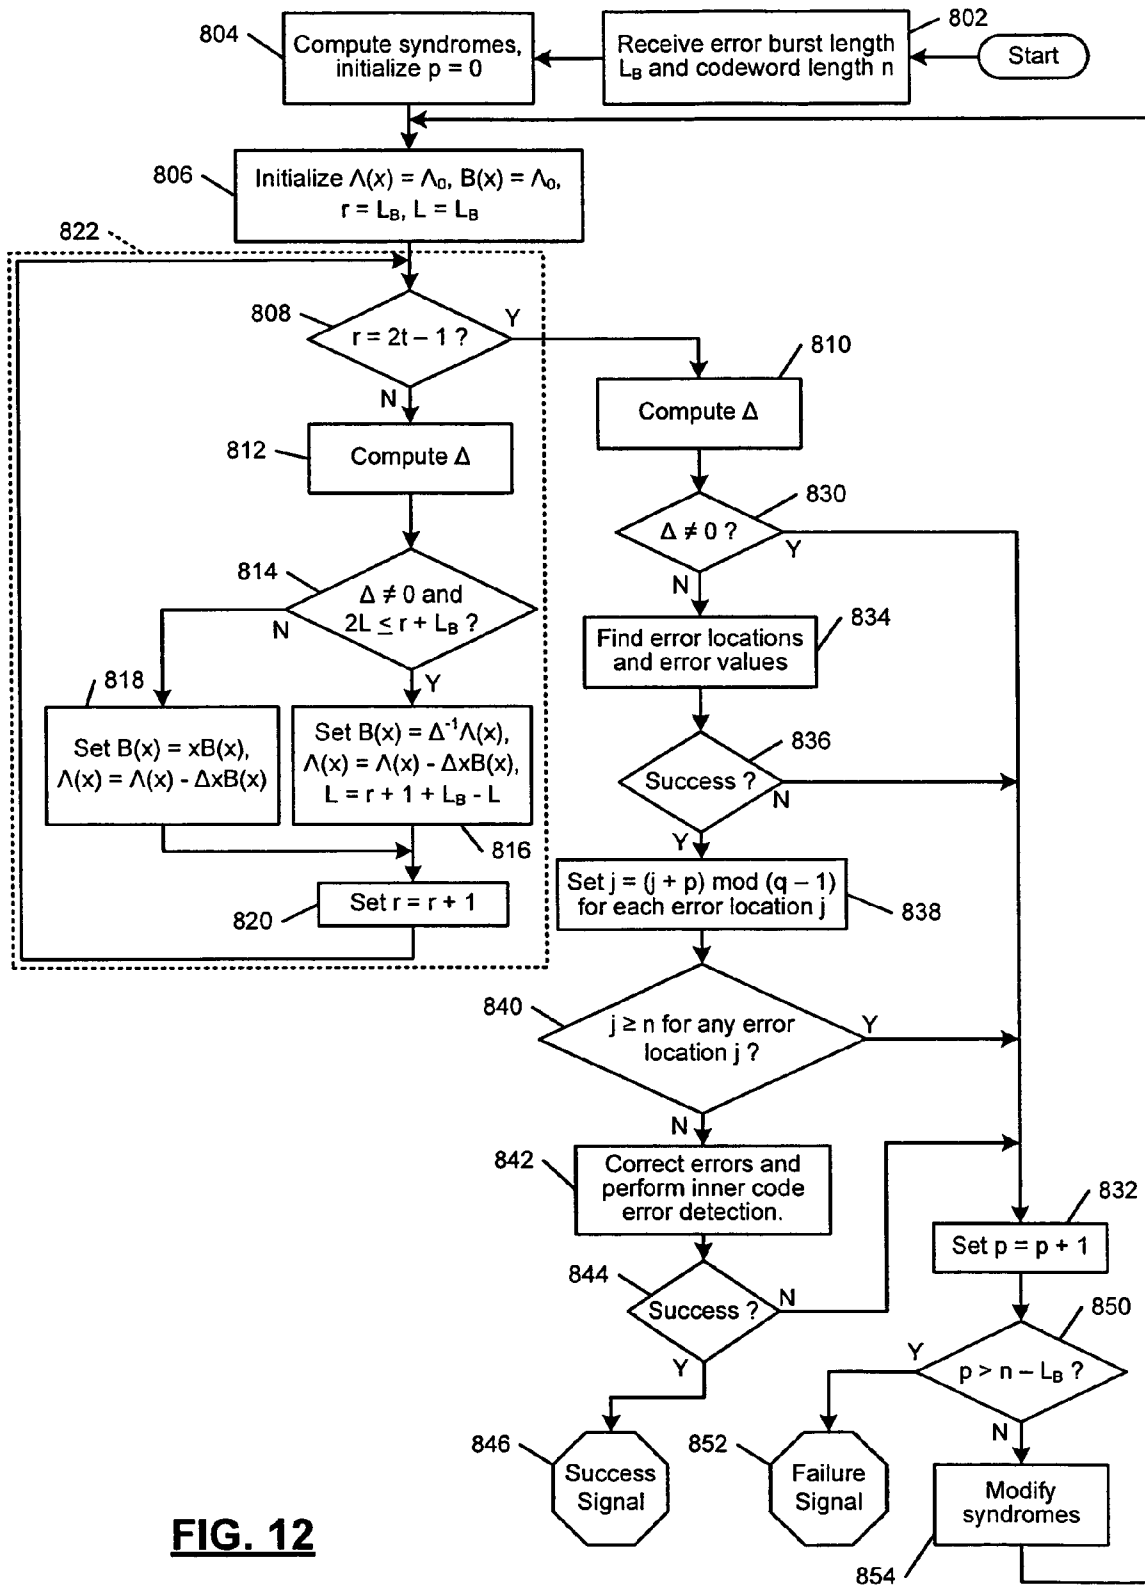 804
Compute syndromes,
initialize p = 0
802
Receive error burst length
L_B and codeword length n
Start
806
Initialize Λ(x) = Λ₀, B(x) = Λ₀,
r = L_B, L = L_B
822
808
r = 2t – 1 ?
Y
N
810
Compute Δ
812
Compute Δ
830
Δ ≠ 0 ?
Y
N
814
Δ ≠ 0 and
2L ≤ r + L_B ?
N
Y
834
Find error locations
and error values
818
Set B(x) = xB(x),
Λ(x) = Λ(x) - ΔxB(x)
Set B(x) = Δ⁻¹Λ(x),
Λ(x) = Λ(x) - ΔxB(x),
L = r + 1 + L_B - L
816
836
Success ?
N
Y
820
Set r = r + 1
Set j = (j + p) mod (q – 1)
for each error location j
838
840
j ≥ n for any error
location j ?
Y
N
842
Correct errors and
perform inner code
error detection.
832
Set p = p + 1
844
Success ?
N
Y
850
p > n – L_B ?
Y
N
846
Success
Signal
852
Failure
Signal
Modify
syndromes
854
FIG. 12